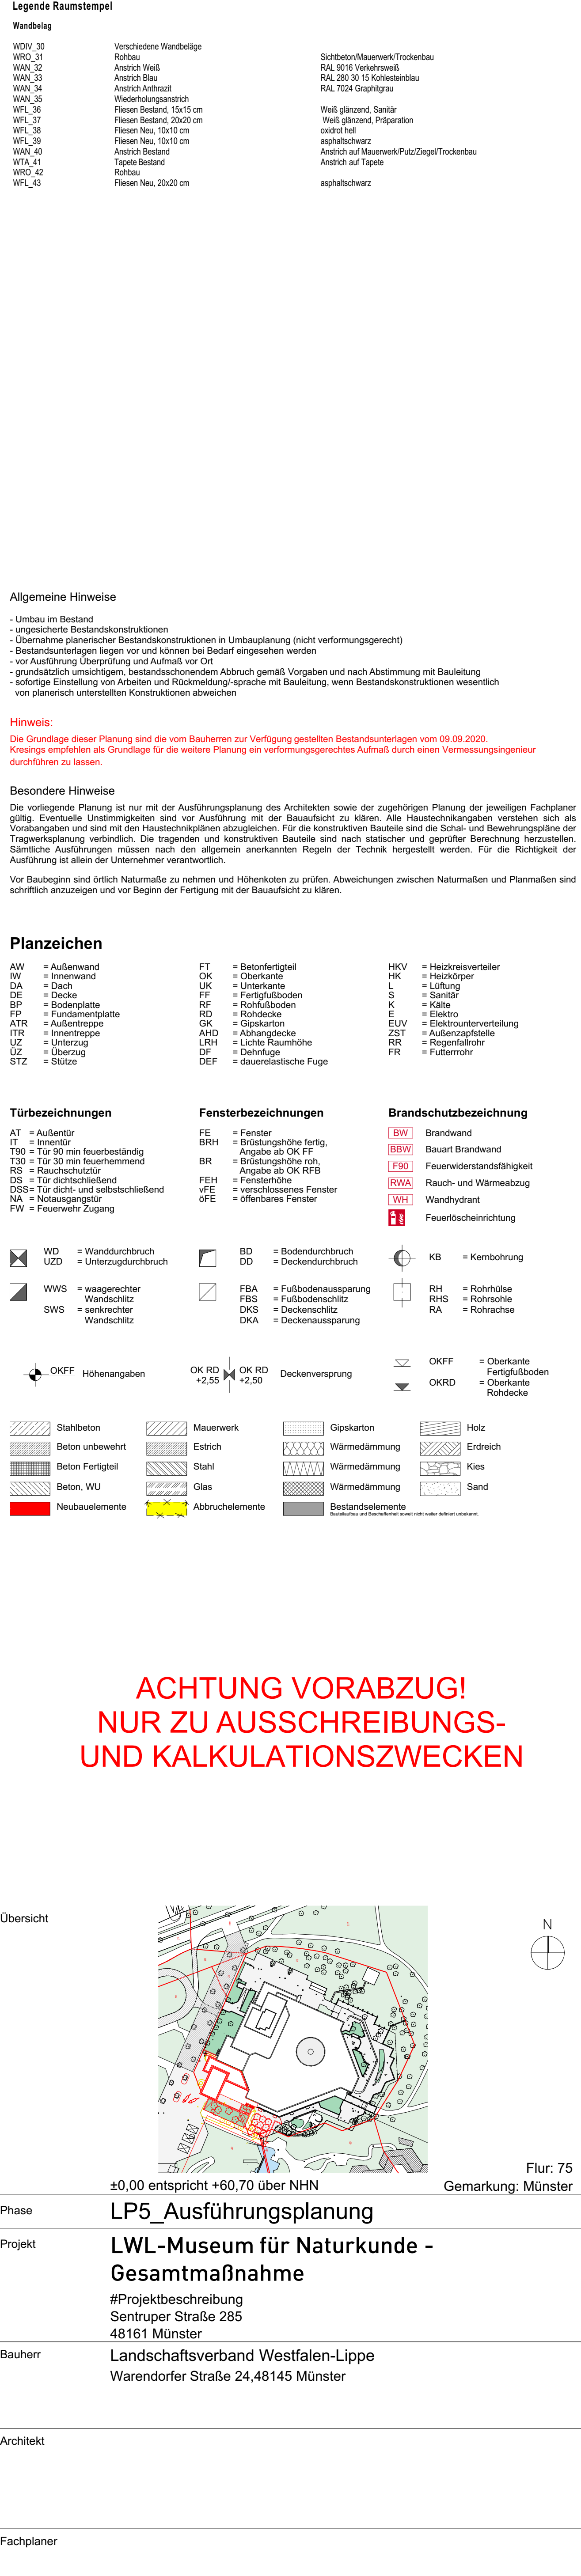 Legende Raumstempel
Wandbelag
WDIV_30 Verschiedene Wandbeläge
WRO_31 Rohbau Sichtbeton/Mauerwerk/Trockenbau
WAN_32 Anstrich Weiß RAL 9016 Verkehrsweiß
WAN_33 Anstrich Blau RAL 280 30 15 Kohlesteinblau
WAN_34 Anstrich Anthrazit RAL 7024 Graphitgrau
WAN_35 Wiederholungsanstrich
WFL_36 Fliesen Bestand, 15x15 cm Weiß glänzend, Sanitär
WFL_37 Fliesen Bestand, 20x20 cm Weiß glänzend, Präparation
WFL_38 Fliesen Neu, 10x10 cm oxidrot hell
WFL_39 Fliesen Neu, 10x10 cm asphaltschwarz
WAN_40 Anstrich Bestand Anstrich auf Mauerwerk/Putz/Ziegel/Trockenbau
WTA_41 Tapete Bestand Anstrich auf Tapete
WRO_42 Rohbau
WFL_43 Fliesen Neu, 20x20 cm asphaltschwarz
Allgemeine Hinweise
- Umbau im Bestand
- ungesicherte Bestandskonstruktionen
- Übernahme planerischer Bestandskonstruktionen in Umbauplanung (nicht verformungsgerecht)
- Bestandsunterlagen liegen vor und können bei Bedarf eingesehen werden
- vor Ausführung Überprüfung und Aufmaß vor Ort
- grundsätzlich umsichtigem, bestandsschonendem Abbruch gemäß Vorgaben und nach Abstimmung mit Bauleitung
- sofortige Einstellung von Arbeiten und Rückmeldung/-sprache mit Bauleitung, wenn Bestandskonstruktionen wesentlich
von planerisch unterstellten Konstruktionen abweichen
Hinweis:
Die Grundlage dieser Planung sind die vom Bauherren zur Verfügung gestellten Bestandsunterlagen vom 09.09.2020.
Kresings empfehlen als Grundlage für die weitere Planung ein verformungsgerechtes Aufmaß durch einen Vermessungsingenieur
durchführen zu lassen.
Besondere Hinweise
Die vorliegende Planung ist nur mit der Ausführungsplanung des Architekten sowie der zugehörigen Planung der jeweiligen Fachplaner
gültig. Eventuelle Unstimmigkeiten sind vor Ausführung mit der Bauaufsicht zu klären. Alle Haustechnikangaben verstehen sich als
Vorabangaben und sind mit den Haustechnikplänen abzugleichen. Für die konstruktiven Bauteile sind die Schal- und Bewehrungspläne der
Tragwerksplanung verbindlich. Die tragenden und konstruktiven Bauteile sind nach statischer und geprüfter Berechnung herzustellen.
Sämtliche Ausführungen müssen nach den allgemein anerkannten Regeln der Technik hergestellt werden. Für die Richtigkeit der
Ausführung ist allein der Unternehmer verantwortlich.
Vor Baubeginn sind örtlich Naturmaße zu nehmen und Höhenkoten zu prüfen. Abweichungen zwischen Naturmaßen und Planmaßen sind
schriftlich anzuzeigen und vor Beginn der Fertigung mit der Bauaufsicht zu klären.
Planzeichen
AW = Außenwand FT = Betonfertigteil HKV = Heizkreisverteiler
IW = Innenwand OK = Oberkante HK = Heizkörper
DA = Dach UK = Unterkante L = Lüftung
DE = Decke FF = Fertigfußboden S = Sanitär
BP = Bodenplatte RF = Rohfußboden K = Kälte
FP = Fundamentplatte RD = Rohdecke E = Elektro
ATR = Außentreppe GK = Gipskarton EUV = Elektrounterverteilung
ITR = Innentreppe AHD = Abhangdecke ZST = Außenzapfstelle
UZ = Unterzug LRH = Lichte Raumhöhe RR = Regenfallrohr
ÜZ = Überzug DF = Dehnfuge FR = Futterrrohr
STZ = Stütze DEF = dauerelastische Fuge
Türbezeichnungen Fensterbezeichnungen Brandschutzbezeichnung
AT = Außentür FE = Fenster BW Brandwand
IT = Innentür BRH = Brüstungshöhe fertig,
T90 = Tür 90 min feuerbeständig Angabe ab OK FF BBW Bauart Brandwand
T30 = Tür 30 min feuerhemmend BR = Brüstungshöhe roh, F90 Feuerwiderstandsfähigkeit
RS = Rauchschutztür Angabe ab OK RFB
DS = Tür dichtschließend FEH = Fensterhöhe RWA Rauch- und Wärmeabzug
DSS= Tür dicht- und selbstschließend vFE = verschlossenes Fenster
NA = Notausgangstür öFE = öffenbares Fenster WH Wandhydrant
FW = Feuerwehr Zugang
Feuerlöscheinrichtung
WD = Wanddurchbruch BD = Bodendurchbruch KB = Kernbohrung
UZD = Unterzugdurchbruch DD = Deckendurchbruch
WWS = waagerechter FBA = Fußbodenaussparung RH = Rohrhülse
Wandschlitz FBS = Fußbodenschlitz RHS = Rohrsohle
SWS = senkrechter DKS = Deckenschlitz RA = Rohrachse
Wandschlitz DKA = Deckenaussparung
OKFF Höhenangaben OK RD OK RD Deckenversprung OKFF = Oberkante
+2,55 +2,50 Fertigfußboden
OKRD = Oberkante
Rohdecke
Stahlbeton Mauerwerk Gipskarton Holz
Beton unbewehrt Estrich Wärmedämmung Erdreich
Beton Fertigteil Stahl Wärmedämmung Kies
Beton, WU Glas Wärmedämmung Sand
Neubauelemente Abbruchelemente Bestandselemente
Bauteilaufbau und Beschaffenheit soweit nicht weiter definiert unbekannt.
ACHTUNG VORABZUG!
NUR ZU AUSSCHREIBUNGS-
UND KALKULATIONSZWECKEN
Übersicht
N
Flur: 75
±0,00 entspricht +60,70 über NHN Gemarkung: Münster
Phase LP5_Ausführungsplanung
Projekt LWL-Museum für Naturkunde -
Gesamtmaßnahme
#Projektbeschreibung
Sentruper Straße 285
48161 Münster
Bauherr Landschaftsverband Westfalen-Lippe
Warendorfer Straße 24,48145 Münster
Architekt
Fachplaner